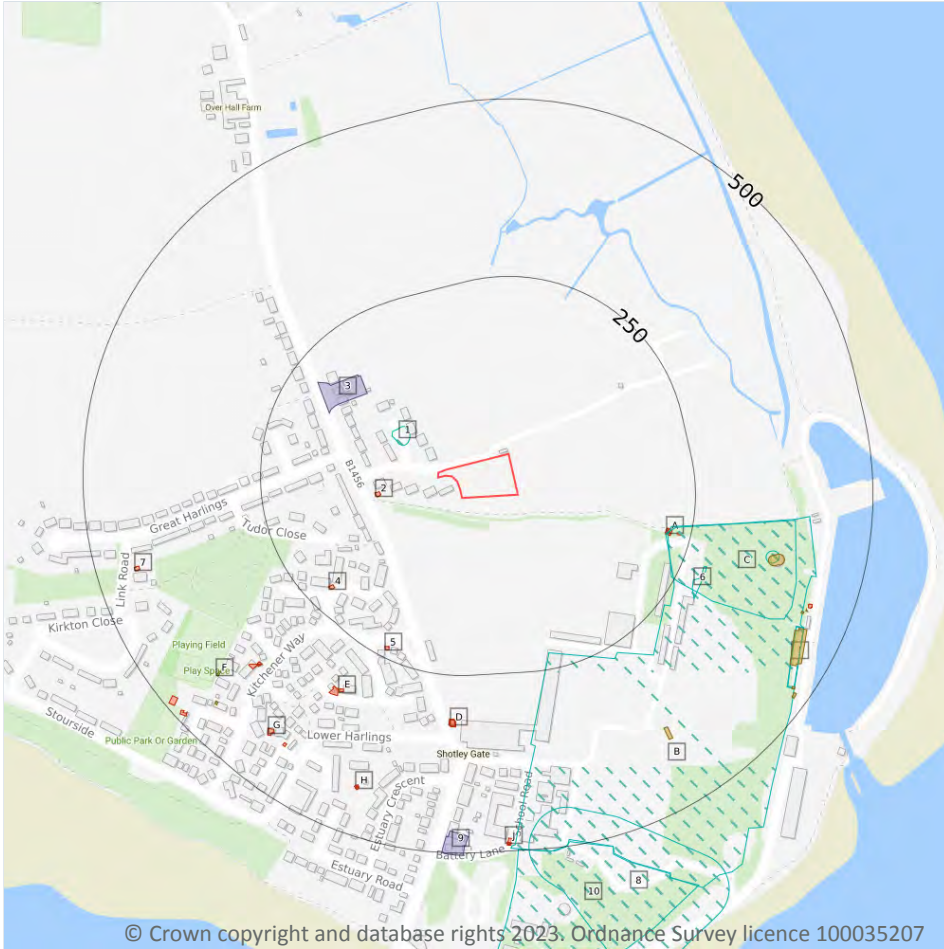 Over Hall Farm
500
250
3
1
B1456
2
Great Harlings
Tudor Close
A
C
6
7
Link Road
4
Kirkton Close
5
Playing Field
Kitchener Way
F
Play Space
E
Stourside
G
D
Lower Harlings
Public Park Or Garden
Shotley Gate
B
H
Estuary Crescent
School Road
9
J
Battery Lane
Estuary Road
8
10
© Crown copyright and database rights 2023. Ordnance Survey licence 100035207